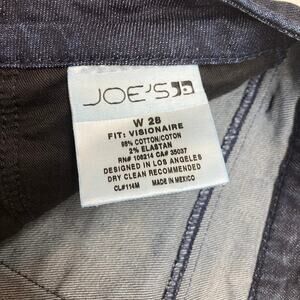 JOE'S
W 28
FIT: VISIONAIRE
98% COTTON/COTON
2% ELASTAN
RN# 108214 CA# 35037
DESIGNED IN LOS ANGELES
DRY CLEAN RECOMMENDED
CL#114M MADE IN MEXICO